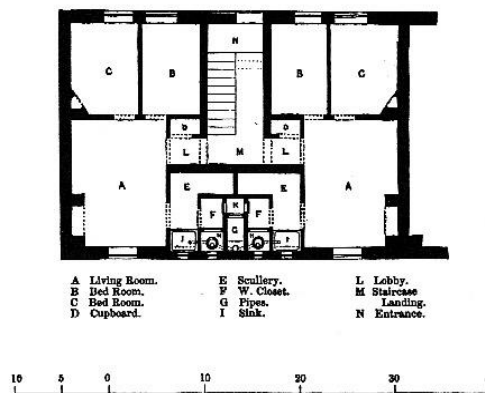 N
C B B C
D D
L M L
A E E A
F K F
G
I I
A Living Room.
B Bed Room.
C Bed Room.
D Cupboard.
E Scullery.
F W. Closet.
G Pipes.
I Sink.
L Lobby.
M Staircase
Landing.
N Entrance.
10 5 0 10 20 30